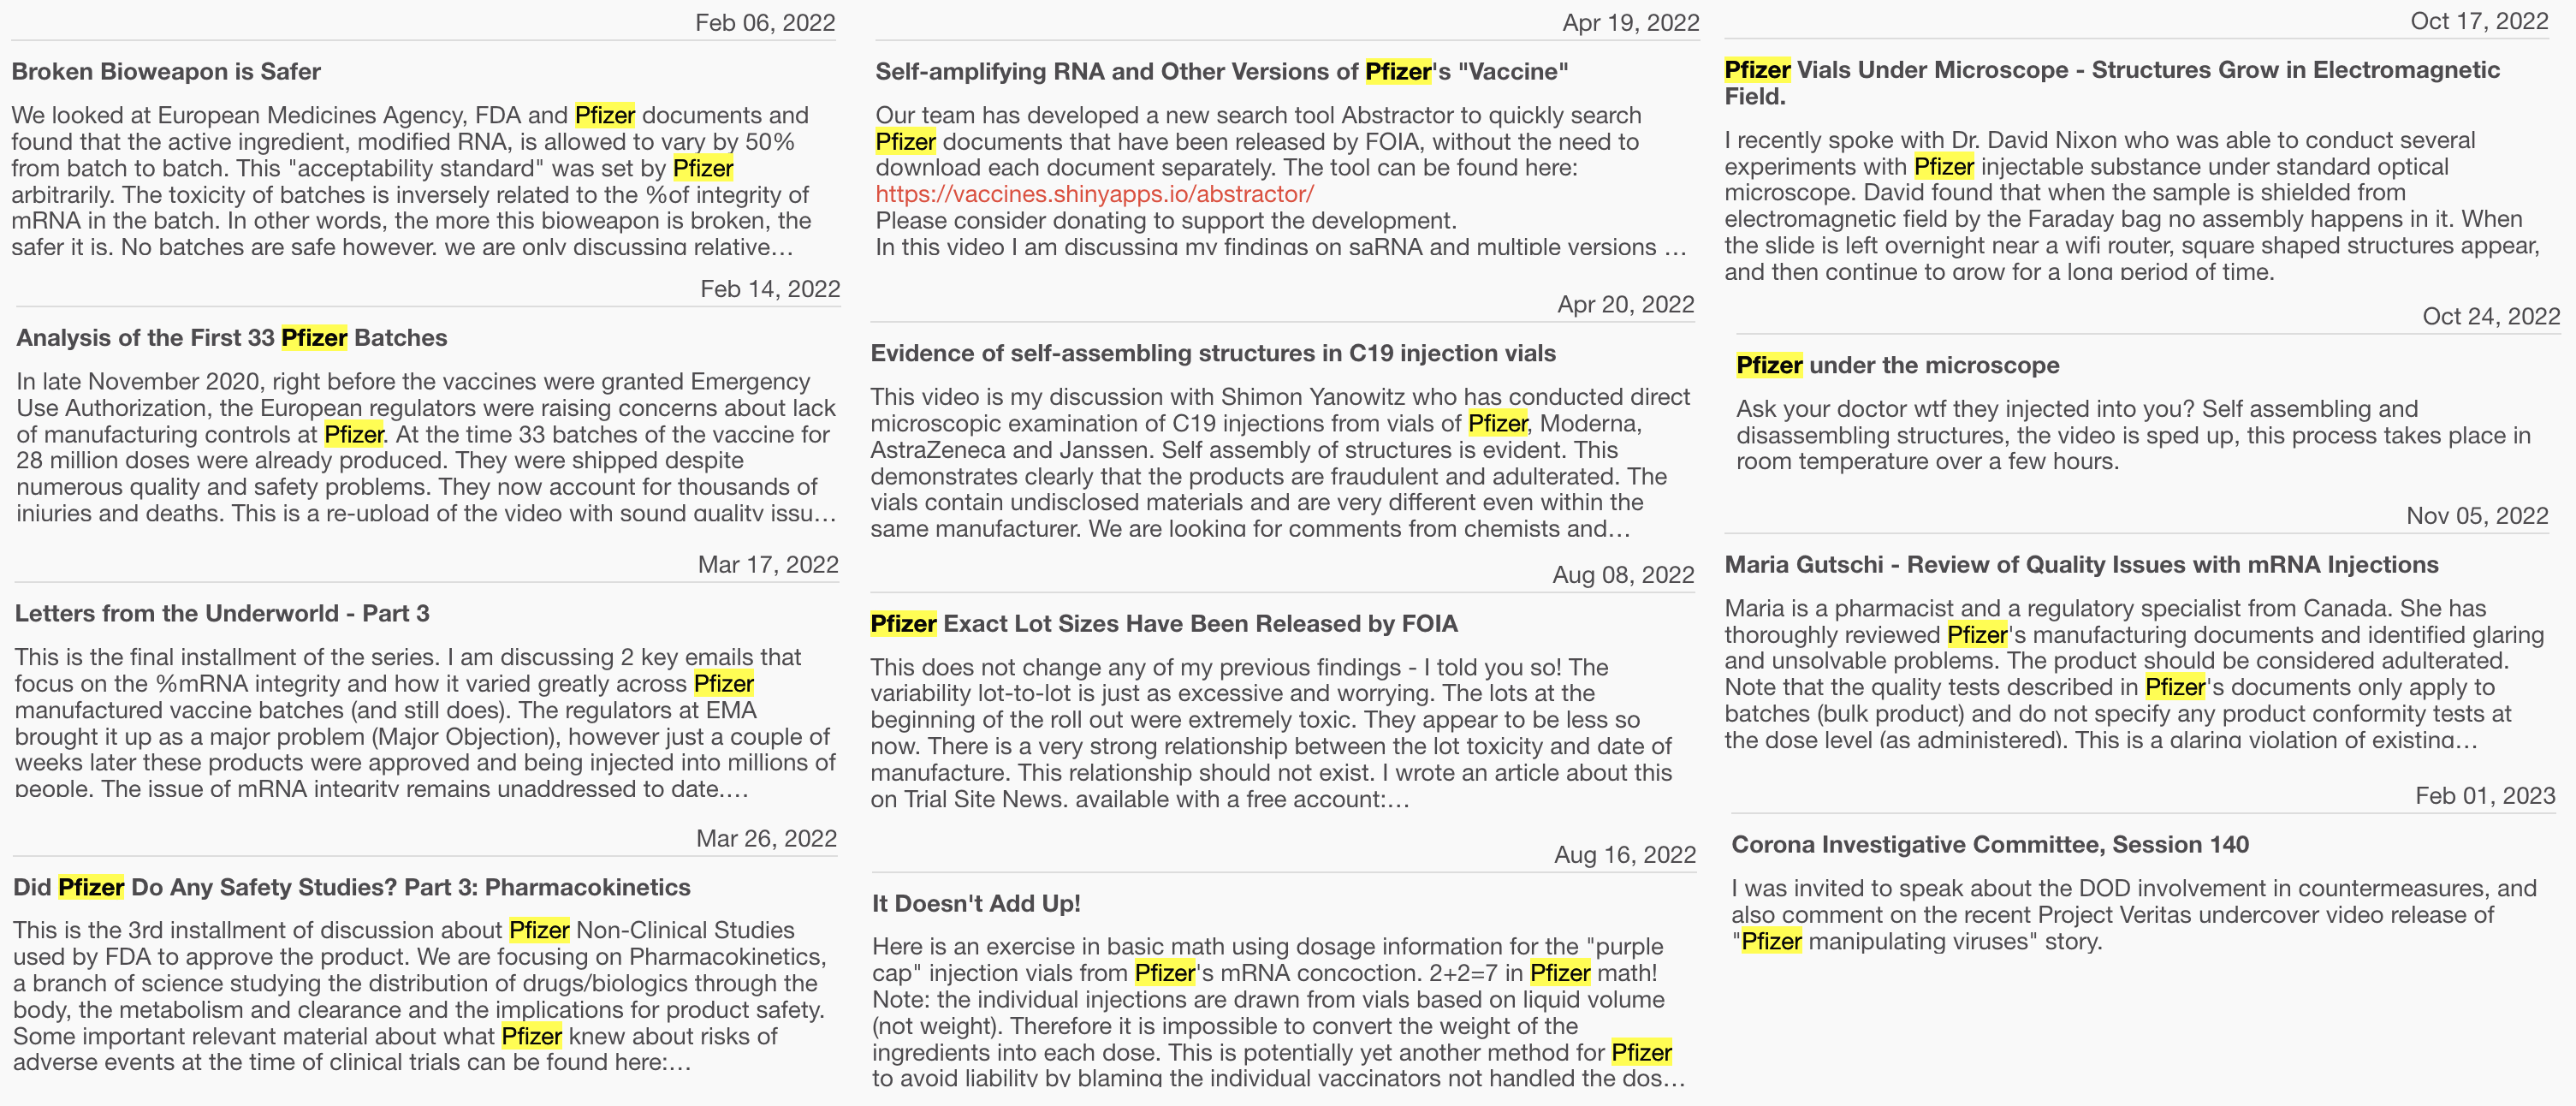 Feb 06, 2022
Broken Bioweapon is Safer
We looked at European Medicines Agency, FDA and Pfizer documents and
found that the active ingredient, modified RNA, is allowed to vary by 50%
from batch to batch. This "acceptability standard" was set by Pfizer
arbitrarily. The toxicity of batches is inversely related to the %of integrity of
mRNA in the batch. In other words, the more this bioweapon is broken, the
safer it is. No batches are safe however. we are only discussing relative…
Feb 14, 2022
Analysis of the First 33 Pfizer Batches
In late November 2020, right before the vaccines were granted Emergency
Use Authorization, the European regulators were raising concerns about lack
of manufacturing controls at Pfizer. At the time 33 batches of the vaccine for
28 million doses were already produced. They were shipped despite
numerous quality and safety problems. They now account for thousands of
injuries and deaths. This is a re-upload of the video with sound quality issu…
Mar 17, 2022
Letters from the Underworld - Part 3
This is the final installment of the series. I am discussing 2 key emails that
focus on the %mRNA integrity and how it varied greatly across Pfizer
manufactured vaccine batches (and still does). The regulators at EMA
brought it up as a major problem (Major Objection), however just a couple of
weeks later these products were approved and being injected into millions of
people. The issue of mRNA integrity remains unaddressed to date.…
Mar 26, 2022
Did Pfizer Do Any Safety Studies? Part 3: Pharmacokinetics
This is the 3rd installment of discussion about Pfizer Non-Clinical Studies
used by FDA to approve the product. We are focusing on Pharmacokinetics,
a branch of science studying the distribution of drugs/biologics through the
body, the metabolism and clearance and the implications for product safety.
Some important relevant material about what Pfizer knew about risks of
adverse events at the time of clinical trials can be found here:…
Apr 19, 2022
Self-amplifying RNA and Other Versions of Pfizer's "Vaccine"
Our team has developed a new search tool Abstractor to quickly search
Pfizer documents that have been released by FOIA, without the need to
download each document separately. The tool can be found here:
https://vaccines.shinyapps.io/abstractor/
Please consider donating to support the development.
In this video I am discussing my findings on saRNA and multiple versions …
Apr 20, 2022
Evidence of self-assembling structures in C19 injection vials
This video is my discussion with Shimon Yanowitz who has conducted direct
microscopic examination of C19 injections from vials of Pfizer, Moderna,
AstraZeneca and Janssen. Self assembly of structures is evident. This
demonstrates clearly that the products are fraudulent and adulterated. The
vials contain undisclosed materials and are very different even within the
same manufacturer. We are looking for comments from chemists and…
Aug 08, 2022
Pfizer Exact Lot Sizes Have Been Released by FOIA
This does not change any of my previous findings - I told you so! The
variability lot-to-lot is just as excessive and worrying. The lots at the
beginning of the roll out were extremely toxic. They appear to be less so
now. There is a very strong relationship between the lot toxicity and date of
manufacture. This relationship should not exist. I wrote an article about this
on Trial Site News. available with a free account:…
Aug 16, 2022
It Doesn't Add Up!
Here is an exercise in basic math using dosage information for the "purple
cap" injection vials from Pfizer's mRNA concoction. 2+2=7 in Pfizer math!
Note: the individual injections are drawn from vials based on liquid volume
(not weight). Therefore it is impossible to convert the weight of the
ingredients into each dose. This is potentially yet another method for Pfizer
to avoid liability by blaming the individual vaccinators not handled the dos…
Oct 17, 2022
Pfizer Vials Under Microscope - Structures Grow in Electromagnetic
Field.
I recently spoke with Dr. David Nixon who was able to conduct several
experiments with Pfizer injectable substance under standard optical
microscope. David found that when the sample is shielded from
electromagnetic field by the Faraday bag no assembly happens in it. When
the slide is left overnight near a wifi router, square shaped structures appear,
and then continue to grow for a long period of time.
Oct 24, 2022
Pfizer under the microscope
Ask your doctor wtf they injected into you? Self assembling and
disassembling structures, the video is sped up, this process takes place in
room temperature over a few hours.
Nov 05, 2022
Maria Gutschi - Review of Quality Issues with mRNA Injections
Maria is a pharmacist and a regulatory specialist from Canada. She has
thoroughly reviewed Pfizer's manufacturing documents and identified glaring
and unsolvable problems. The product should be considered adulterated.
Note that the quality tests described in Pfizer's documents only apply to
batches (bulk product) and do not specify any product conformity tests at
the dose level (as administered). This is a glaring violation of existing…
Feb 01, 2023
Corona Investigative Committee, Session 140
I was invited to speak about the DOD involvement in countermeasures, and
also comment on the recent Project Veritas undercover video release of
"Pfizer manipulating viruses" story.